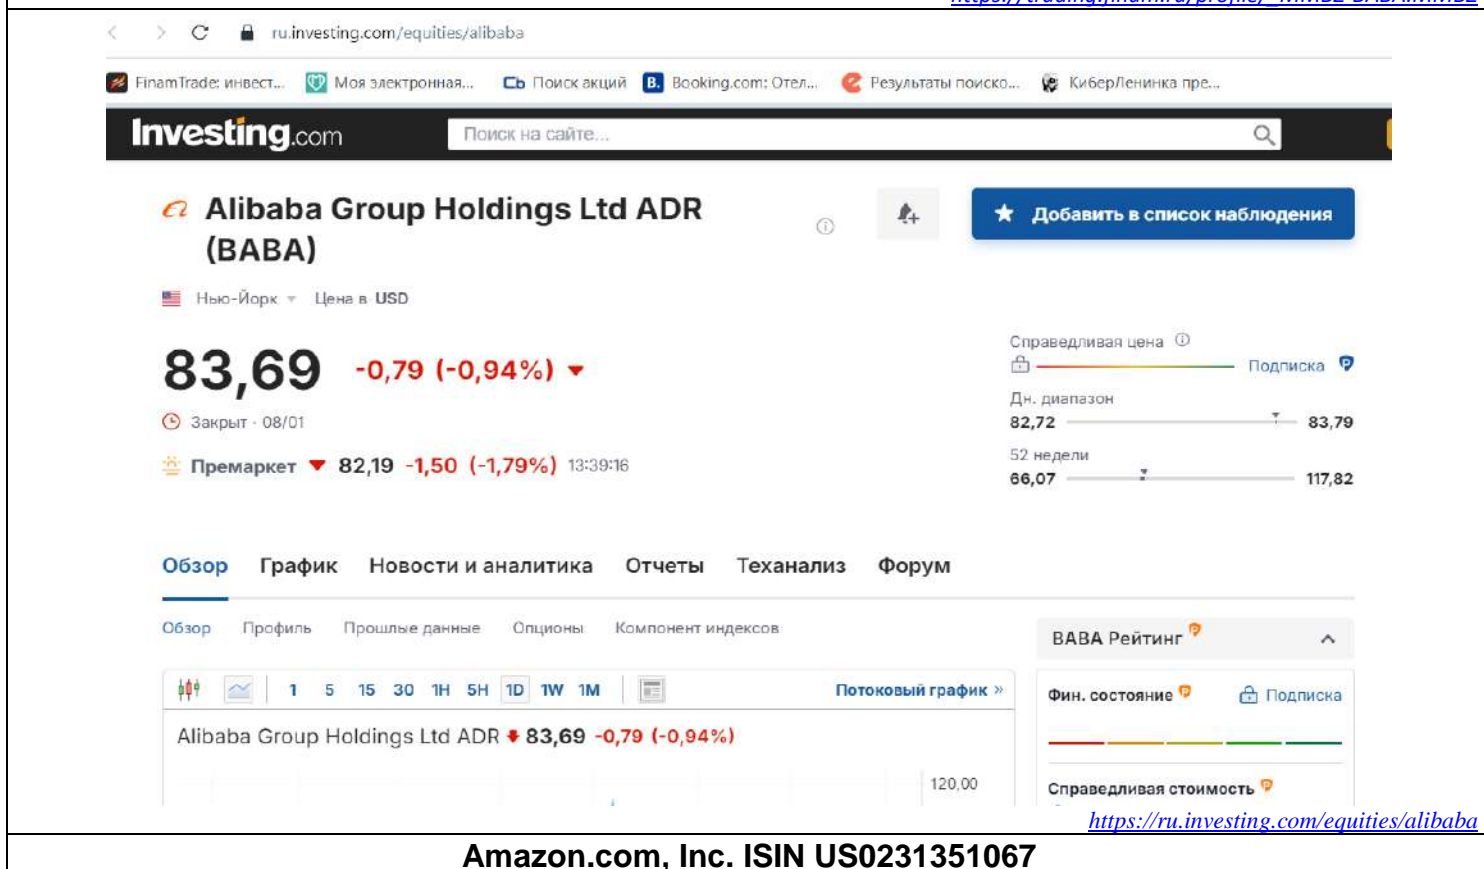 ru.investing.com/equities/alibaba
FinamTrade: инвест... Моя электронная... Cb Поиск акций B. Booking.com: Отел... Результаты поиско... КиберЛенинка пре...
Investing.com Поиск на сайте...
Alibaba Group Holdings Ltd ADR
(BABA)
Добавить в список наблюдения
Нью-Йорк Цена в USD
Справедливая цена
83,69 -0,79 (-0,94%)
Подписка
Дн. диапазон
Закрыт · 08/01
82,72 83,79
52 недели
Премаркет 82,19 -1,50 (-1,79%) 13:39:16
66,07 117,82
Обзор График Новости и аналитика Отчеты Теханализ Форум
Обзор Профиль Прошлые данные Опционы Компонент индексов
BABA Рейтинг
1 5 15 30 1H 5H 1D 1W 1M Потоковый график »
Фин. состояние Подписка
Alibaba Group Holdings Ltd ADR 83,69 -0,79 (-0,94%)
120,00
Справедливая стоимость
https://ru.investing.com/equities/alibaba
Amazon.com, Inc. ISIN US0231351067